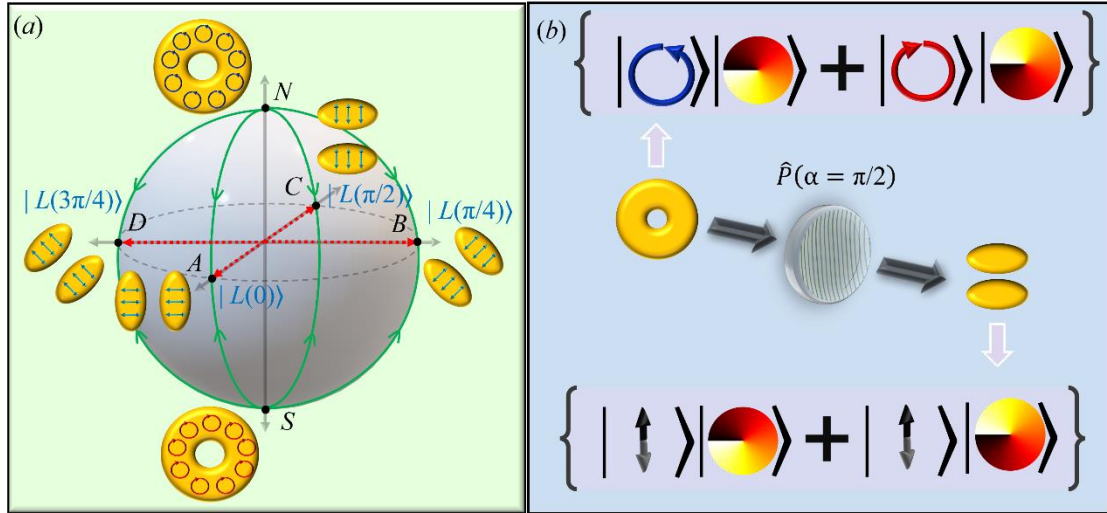 (a)
N
C
|L(π/2)⟩
|L(3π/4)⟩
D
B
|L(π/4)⟩
A
|L(0)⟩
S
(b)
{ | ⟩| ⟩ + | ⟩| ⟩ }
P̂(α = π/2)
{ | ⟩| ⟩ + | ⟩| ⟩ }